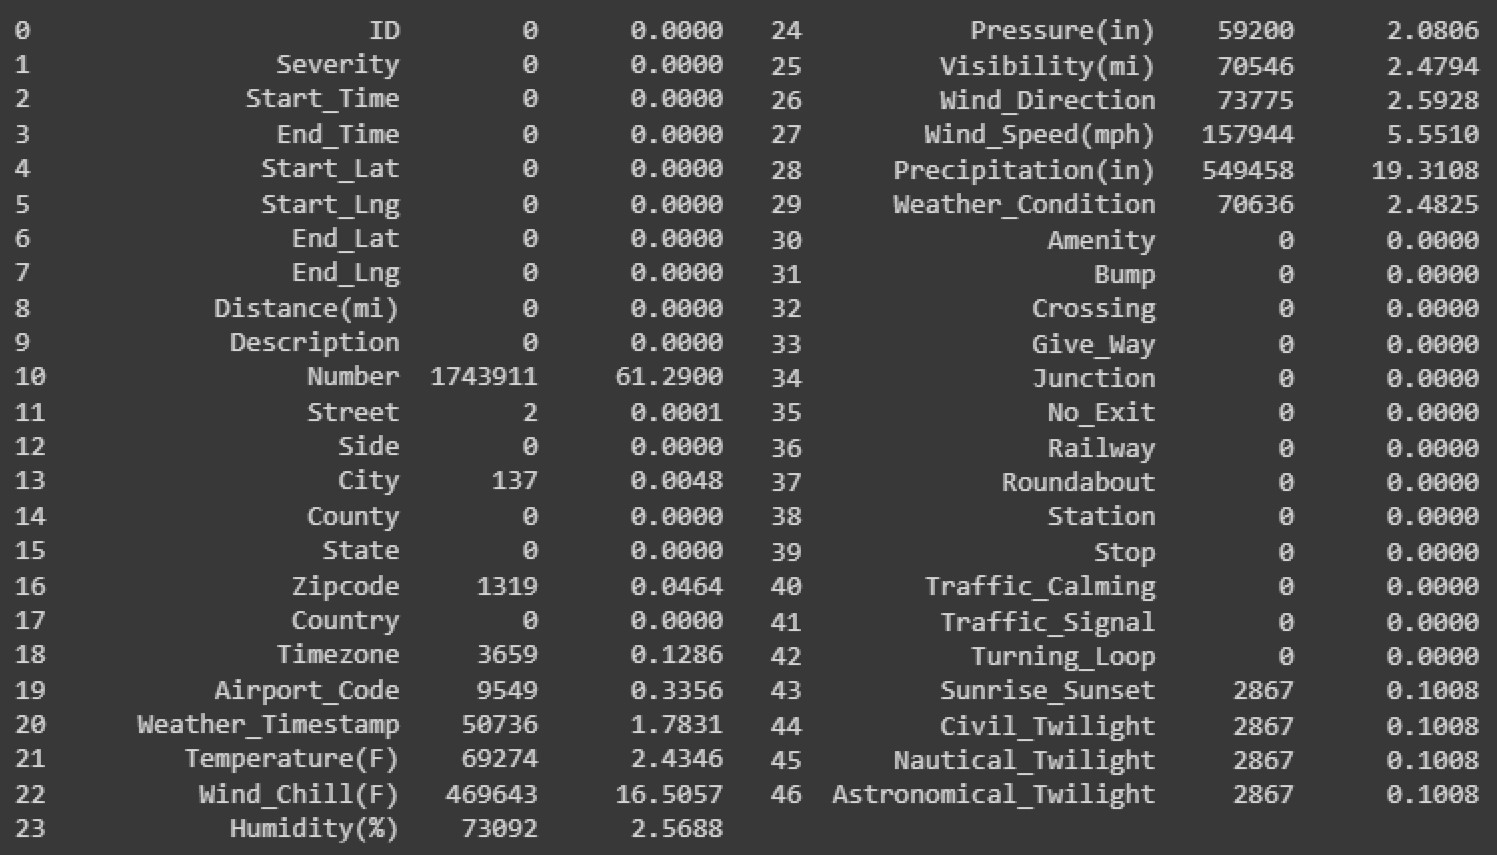 0 ID 0 0.0000
1 Severity 0 0.0000
2 Start_Time 0 0.0000
3 End_Time 0 0.0000
4 Start_Lat 0 0.0000
5 Start_Lng 0 0.0000
6 End_Lat 0 0.0000
7 End_Lng 0 0.0000
8 Distance(mi) 0 0.0000
9 Description 0 0.0000
10 Number 1743911 61.2900
11 Street 2 0.0001
12 Side 0 0.0000
13 City 137 0.0048
14 County 0 0.0000
15 State 0 0.0000
16 Zipcode 1319 0.0464
17 Country 0 0.0000
18 Timezone 3659 0.1286
19 Airport_Code 9549 0.3356
20 Weather_Timestamp 50736 1.7831
21 Temperature(F) 69274 2.4346
22 Wind_Chill(F) 469643 16.5057
23 Humidity(%) 73092 2.5688
24 Pressure(in) 59200 2.0806
25 Visibility(mi) 70546 2.4794
26 Wind_Direction 73775 2.5928
27 Wind_Speed(mph) 157944 5.5510
28 Precipitation(in) 549458 19.3108
29 Weather_Condition 70636 2.4825
30 Amenity 0 0.0000
31 Bump 0 0.0000
32 Crossing 0 0.0000
33 Give_Way 0 0.0000
34 Junction 0 0.0000
35 No_Exit 0 0.0000
36 Railway 0 0.0000
37 Roundabout 0 0.0000
38 Station 0 0.0000
39 Stop 0 0.0000
40 Traffic_Calming 0 0.0000
41 Traffic_Signal 0 0.0000
42 Turning_Loop 0 0.0000
43 Sunrise_Sunset 2867 0.1008
44 Civil_Twilight 2867 0.1008
45 Nautical_Twilight 2867 0.1008
46 Astronomical_Twilight 2867 0.1008